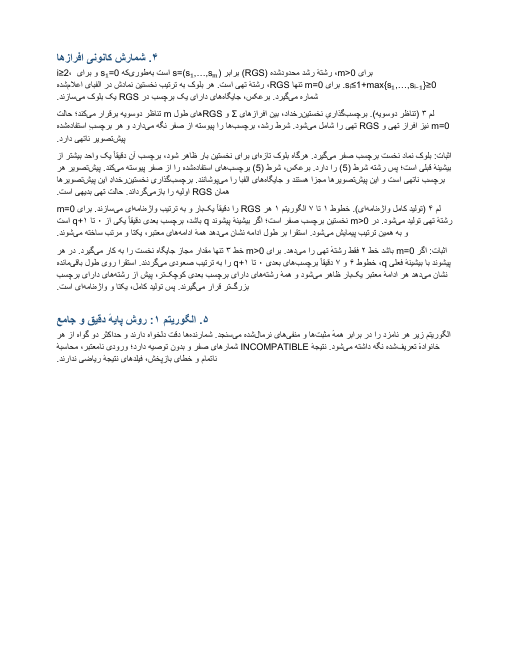 ۴. شمارش کانونی افرازها
برای m>0، رشتهٔ رشد محدودشده (RGS) برابر s=(s₁,…,sₘ) است به‌طوری‌که s₁=0 و برای i≥2،
0≤sᵢ≤1+max(s₁,…,sᵢ₋₁). برای m=0 تنها RGS، رشتهٔ تهی است. هر بلوک به ترتیب نخستین نمادش در الفبای اعلام‌شده
شماره می‌گیرد. برعکس، جایگاه‌های دارای یک برچسب در RGS یک بلوک می‌سازند.
لم ۳ (تناظر دوسویه). برچسب‌گذاری نخستین‌رخداد، بین افرازهای Σ و RGSهای طول m تناظر دوسویه برقرار می‌کند؛ حالت
m=0 نیز افراز تهی و RGS تهی را شامل می‌شود. شرط رشد، برچسب‌ها را پیوسته از صفر نگه می‌دارد و هر برچسب استفاده‌شده
پیش‌تصویر ناتهی دارد.
اثبات: بلوک نماد نخست برچسب صفر می‌گیرد. هرگاه بلوک تازه‌ای برای نخستین بار ظاهر شود، برچسب آن دقیقاً یک واحد بیشتر از
بیشینهٔ قبلی است؛ پس رشته شرط (5) را دارد. برعکس، شرط (5) برچسب‌های استفاده‌شده را از صفر پیوسته می‌کند. پیش‌تصویر هر
برچسب ناتهی است و این پیش‌تصویرها مجزا هستند و جایگاه‌های الفبا را می‌پوشانند. برچسب‌گذاری نخستین‌رخداد این پیش‌تصویرها
همان RGS اولیه را بازمی‌گرداند. حالت تهی بدیهی است.
لم ۴ (تولید کامل واژه‌نامه‌ای). خطوط ۱ تا ۷ الگوریتم ۱ هر RGS را دقیقاً یک‌بار و به ترتیب واژه‌نامه‌ای می‌سازند. برای m=0
رشتهٔ تهی تولید می‌شود. در m>0 نخستین برچسب صفر است؛ اگر بیشینهٔ پیشوند q باشد، برچسب بعدی دقیقاً یکی از ۰ تا q+۱ است
و به همین ترتیب پیمایش می‌شود. استقرا بر طول ادامه نشان می‌دهد همهٔ ادامه‌های معتبر، یکتا و مرتب ساخته می‌شوند.
اثبات: اگر m=0 باشد خط ۲ فقط رشتهٔ تهی را می‌دهد. برای m>0 خط ۳ تنها مقدار مجاز جایگاه نخست را به کار می‌گیرد. در هر
پیشوند با بیشینهٔ فعلی q، خطوط ۴ و ۷ دقیقاً برچسب‌های بعدی ۰ تا q+۱ را به ترتیب صعودی می‌گردند. استقرا روی طول باقی‌مانده
نشان می‌دهد هر ادامهٔ معتبر یک‌بار ظاهر می‌شود و همهٔ رشته‌های دارای برچسب بعدی کوچک‌تر، پیش از رشته‌های دارای برچسب
بزرگ‌تر قرار می‌گیرند. پس تولید کامل، یکتا و واژه‌نامه‌ای است.
۵. الگوریتم ۱: روش پایهٔ دقیق و جامع
الگوریتم زیر هر نامزد را در برابر همهٔ مثبت‌ها و منفی‌های نرمال‌شده می‌سنجد. شمارنده‌ها دقت دلخواه دارند و حداکثر دو گواه از هر
خانوادهٔ تعریف‌شده نگه داشته می‌شود. نتیجهٔ INCOMPATIBLE شمارهای صفر و بدون توصیه دارد؛ ورودی نامعتبر، محاسبهٔ
ناتمام و خطای بازپخش، فیلدهای نتیجهٔ ریاضی ندارند.